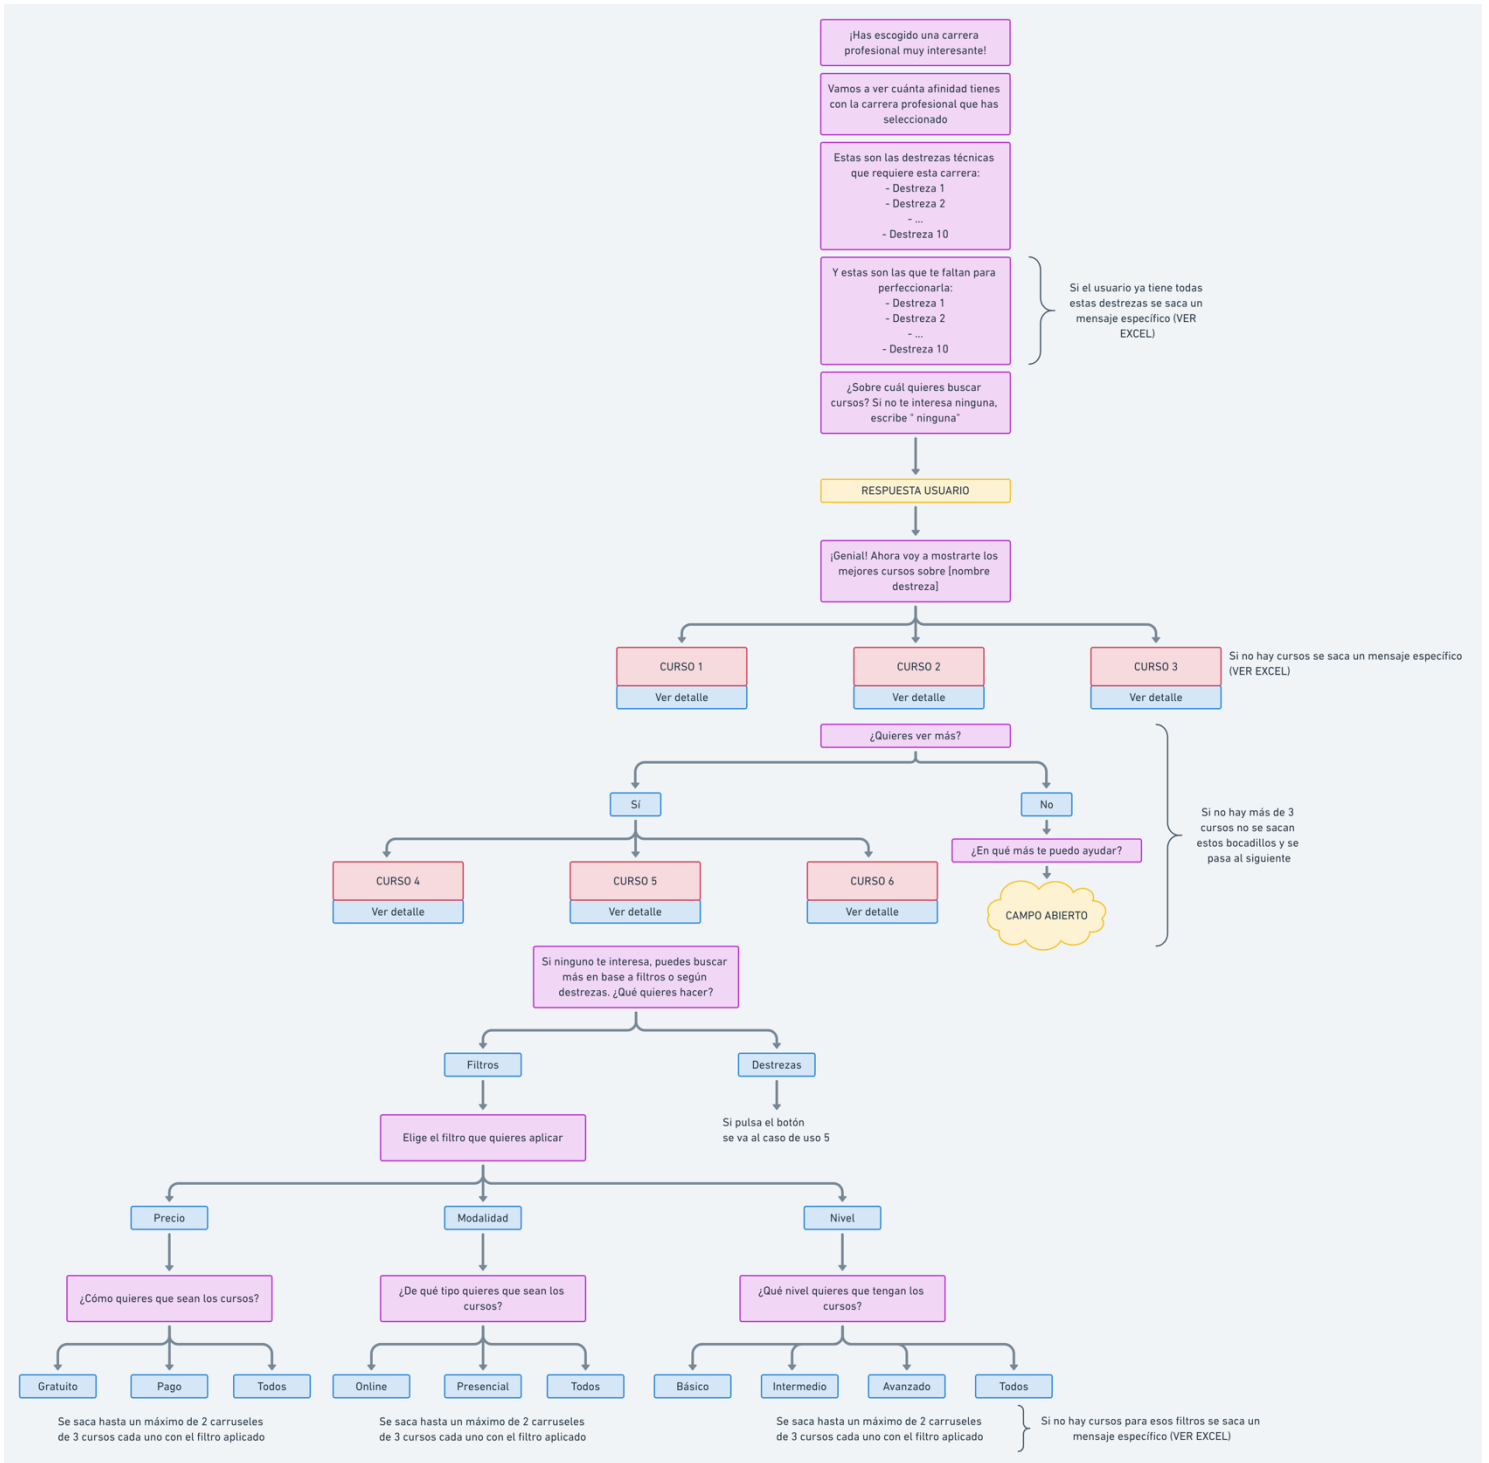 ¡Has escogido una carrera
profesional muy interesante!
Vamos a ver cuánta afinidad tienes
con la carrera profesional que has
seleccionado
Estas son las destrezas técnicas
que requiere esta carrera:
- Destreza 1
- Destreza 2
- ...
- Destreza 10
Y estas son las que te faltan para
perfeccionarla:
- Destreza 1
- Destreza 2
- ...
- Destreza 10
Si el usuario ya tiene todas
estas destrezas se saca un
mensaje específico (VER
EXCEL)
¿Sobre cuál quieres buscar
cursos? Si no te interesa ninguna,
escribe " ninguna"
RESPUESTA USUARIO
¡Genial! Ahora voy a mostrarte los
mejores cursos sobre [nombre
destreza]
CURSO 1
Ver detalle
CURSO 2
Ver detalle
CURSO 3
Ver detalle
Si no hay cursos se saca un mensaje específico
(VER EXCEL)
¿Quieres ver más?
Sí
No
¿En qué más te puedo ayudar?
CAMPO ABIERTO
Si no hay más de 3
cursos no se sacan
estos bocadillos y se
pasa al siguiente
CURSO 4
Ver detalle
CURSO 5
Ver detalle
CURSO 6
Ver detalle
Si ninguno te interesa, puedes buscar
más en base a filtros o según
destrezas. ¿Qué quieres hacer?
Filtros
Destrezas
Si pulsa el botón
se va al caso de uso 5
Elige el filtro que quieres aplicar
Precio
Modalidad
Nivel
¿Cómo quieres que sean los cursos?
¿De qué tipo quieres que sean los
cursos?
¿Qué nivel quieres que tengan los
cursos?
Gratuito
Pago
Todos
Online
Presencial
Todos
Básico
Intermedio
Avanzado
Todos
Se saca hasta un máximo de 2 carruseles
de 3 cursos cada uno con el filtro aplicado
Se saca hasta un máximo de 2 carruseles
de 3 cursos cada uno con el filtro aplicado
Se saca hasta un máximo de 2 carruseles
de 3 cursos cada uno con el filtro aplicado
Si no hay cursos para esos filtros se saca un
mensaje específico (VER EXCEL)